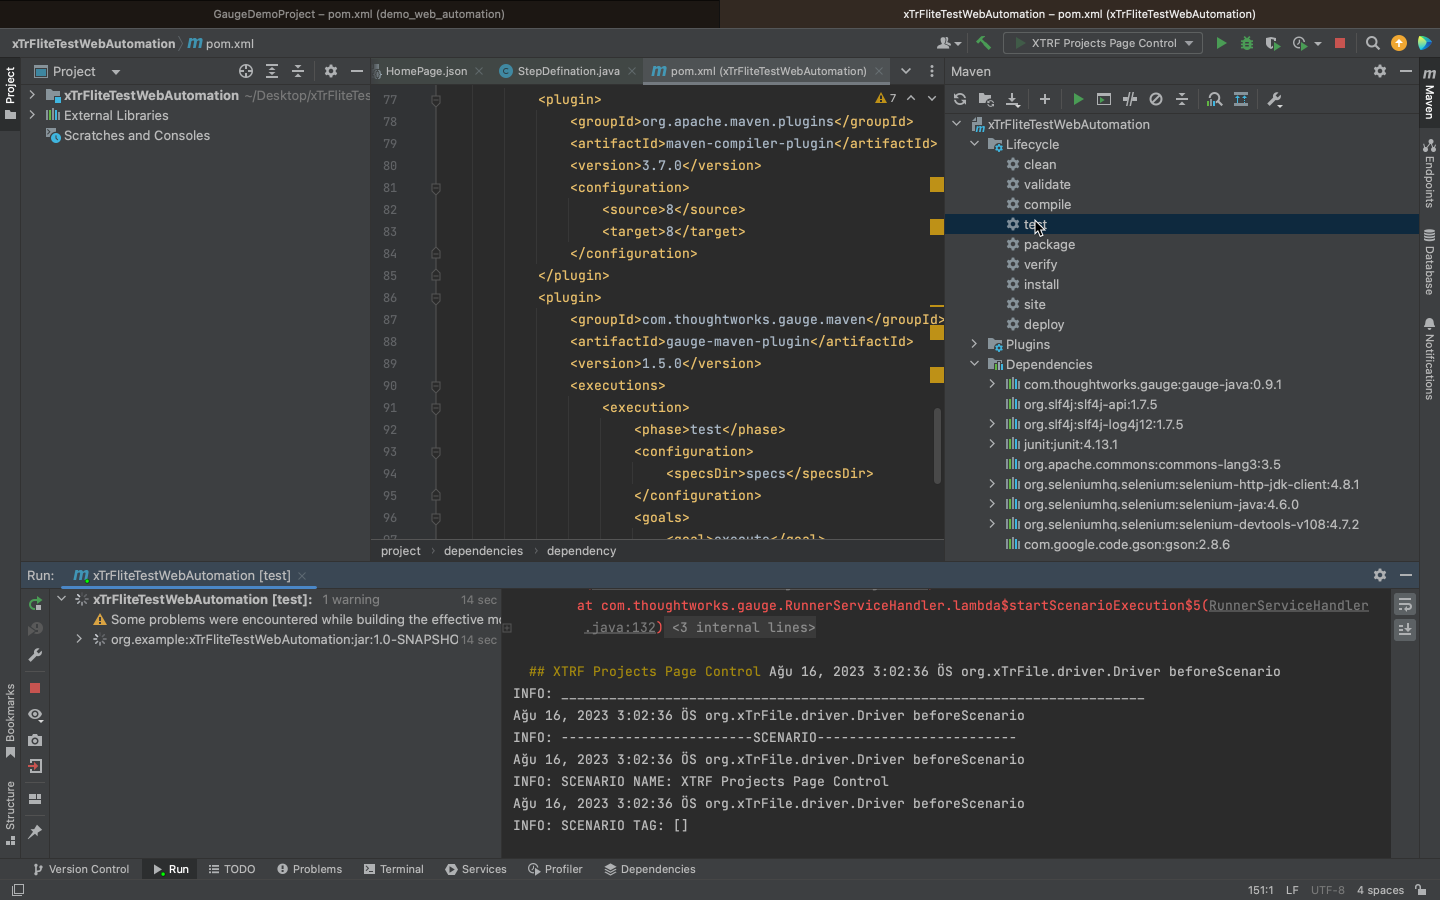 GaugeDemoProject – pom.xml (demo_web_automation)
xTrFliteTestWebAutomation – pom.xml (xTrFliteTestWebAutomation)
xTrFliteTestWebAutomation
pom.xml
XTRF Projects Page Control
Project
Project
xTrFliteTestWebAutomation ~/Desktop/xTrFliteTes
External Libraries
Scratches and Consoles
HomePage.json
StepDefination.java
pom.xml (xTrFliteTestWebAutomation)
7
77 <plugin>
78 <groupId>org.apache.maven.plugins</groupId>
79 <artifactId>maven-compiler-plugin</artifactId>
80 <version>3.7.0</version>
81 <configuration>
82 <source>8</source>
83 <target>8</target>
84 </configuration>
85 </plugin>
86 <plugin>
87 <groupId>com.thoughtworks.gauge.maven</groupId>
88 <artifactId>gauge-maven-plugin</artifactId>
89 <version>1.5.0</version>
90 <executions>
91 <execution>
92 <phase>test</phase>
93 <configuration>
94 <specsDir>specs</specsDir>
95 </configuration>
96 <goals>
97 <goal>execute</goal>
project
dependencies
dependency
Maven
xTrFliteTestWebAutomation
Lifecycle
clean
validate
compile
test
package
verify
install
site
deploy
Plugins
Dependencies
com.thoughtworks.gauge:gauge-java:0.9.1
org.slf4j:slf4j-api:1.7.5
org.slf4j:slf4j-log4j12:1.7.5
junit:junit:4.13.1
org.apache.commons:commons-lang3:3.5
org.seleniumhq.selenium:selenium-http-jdk-client:4.8.1
org.seleniumhq.selenium:selenium-java:4.6.0
org.seleniumhq.selenium:selenium-devtools-v108:4.7.2
com.google.code.gson:gson:2.8.6
Maven
Endpoints
Database
Notifications
Run:
xTrFliteTestWebAutomation [test]
xTrFliteTestWebAutomation [test]: 1 warning 14 sec
Some problems were encountered while building the effective mo
org.example:xTrFliteTestWebAutomation:jar:1.0-SNAPSHO 14 sec
at com.thoughtworks.gauge.RunnerServiceHandler.lambda$startScenarioExecution$5(RunnerServiceHandler
.java:132) <3 internal lines>
## XTRF Projects Page Control Ağu 16, 2023 3:02:36 ÖS org.xTrFile.driver.Driver beforeScenario
INFO: _________________________________________________________________________
Ağu 16, 2023 3:02:36 ÖS org.xTrFile.driver.Driver beforeScenario
INFO: ------------------------SCENARIO-------------------------
Ağu 16, 2023 3:02:36 ÖS org.xTrFile.driver.Driver beforeScenario
INFO: SCENARIO NAME: XTRF Projects Page Control
Ağu 16, 2023 3:02:36 ÖS org.xTrFile.driver.Driver beforeScenario
INFO: SCENARIO TAG: []
Bookmarks
Structure
Version Control
Run
TODO
Problems
Terminal
Services
Profiler
Dependencies
151:1 LF UTF-8 4 spaces